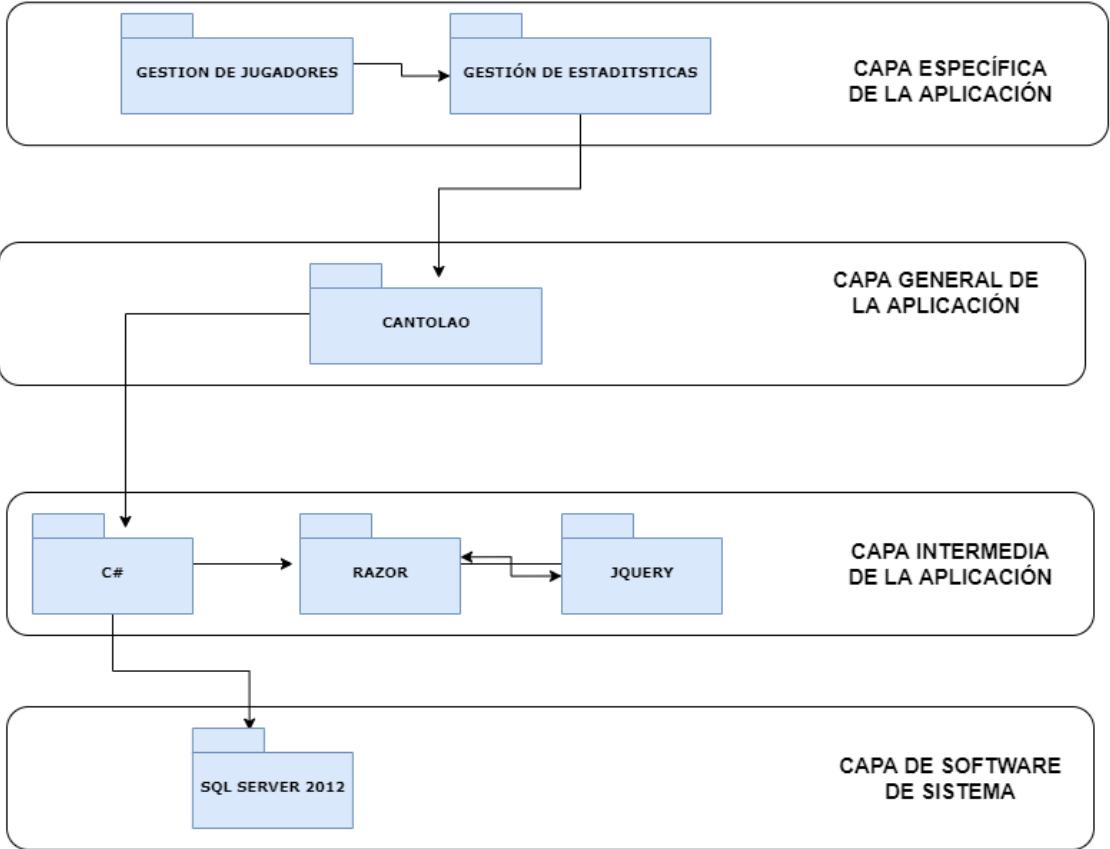 GESTION DE JUGADORES
GESTIÓN DE ESTADITSTICAS
CAPA ESPECÍFICA
DE LA APLICACIÓN
CAPA GENERAL DE
LA APLICACIÓN
CANTOLAO
C#
RAZOR
JQUERY
CAPA INTERMEDIA
DE LA APLICACIÓN
SQL SERVER 2012
CAPA DE SOFTWARE
DE SISTEMA